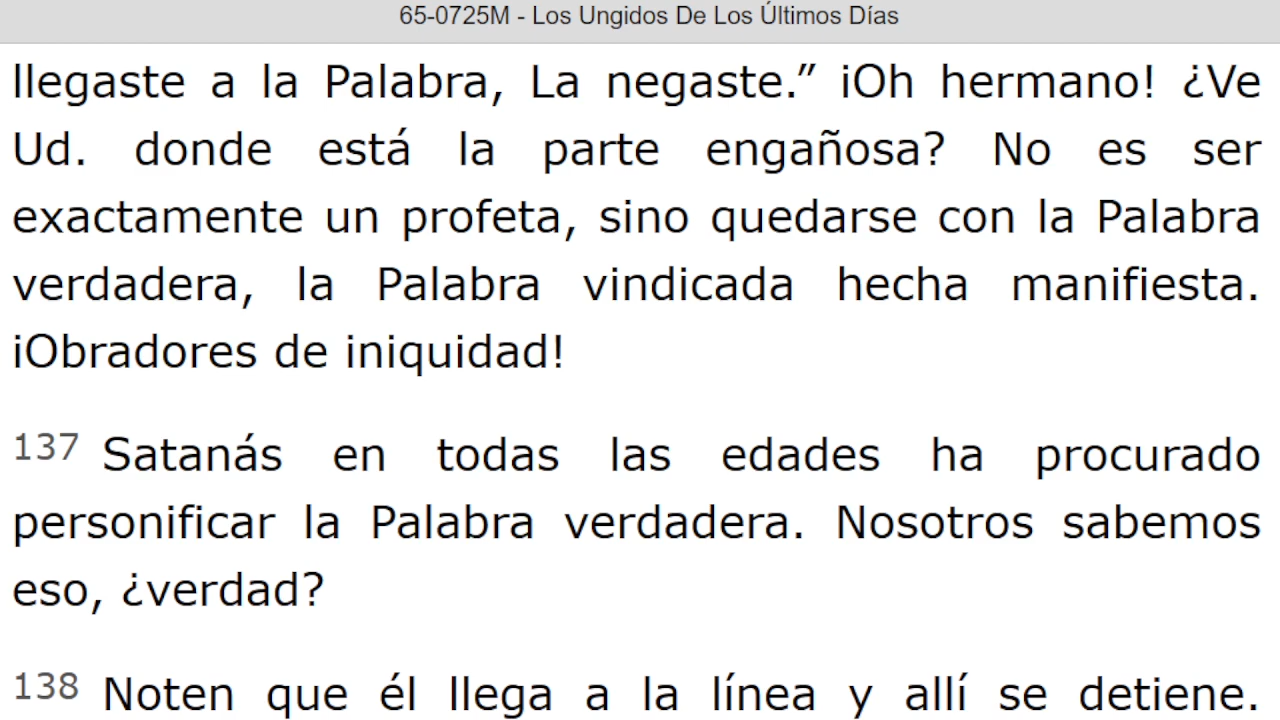 65-0725M - Los Ungidos De Los Últimos Días
llegaste a la Palabra, La negaste.” ¡Oh hermano! ¿Ve
Ud. donde está la parte engañosa? No es ser
exactamente un profeta, sino quedarse con la Palabra
verdadera, la Palabra vindicada hecha manifiesta.
¡Obradores de iniquidad!
137 Satanás en todas las edades ha procurado
personificar la Palabra verdadera. Nosotros sabemos
eso, ¿verdad?
138 Noten que él llega a la línea y allí se detiene.